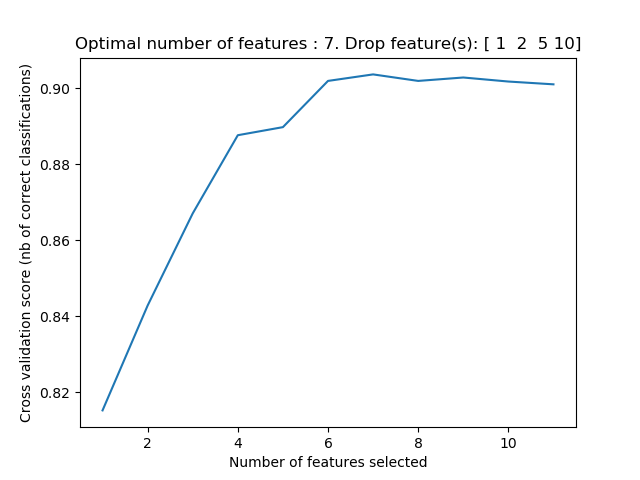 Optimal number of features : 7. Drop feature(s): [ 1  2  5 10]
Cross validation score (nb of correct classifications)
0.90
0.88
0.86
0.84
0.82
2 4 6 8 10
Number of features selected